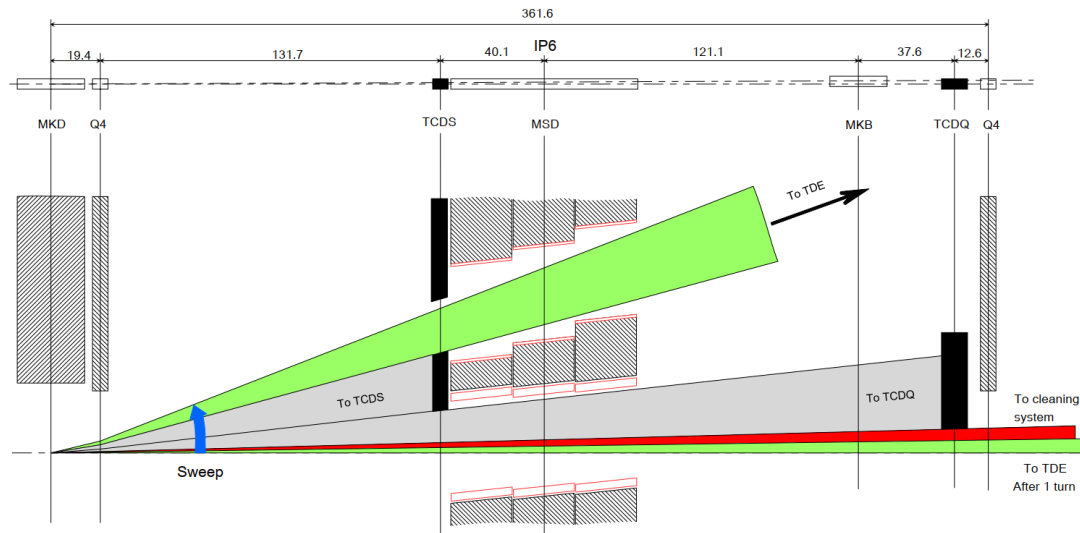 361.6
19.4
131.7
40.1
IP6
121.1
37.6
12.6
MKD
Q4
TCDS
MSD
MKB
TCDQ
Q4
To TDE
To TCDS
To TCDQ
To cleaning
system
Sweep
To TDE
After 1 turn